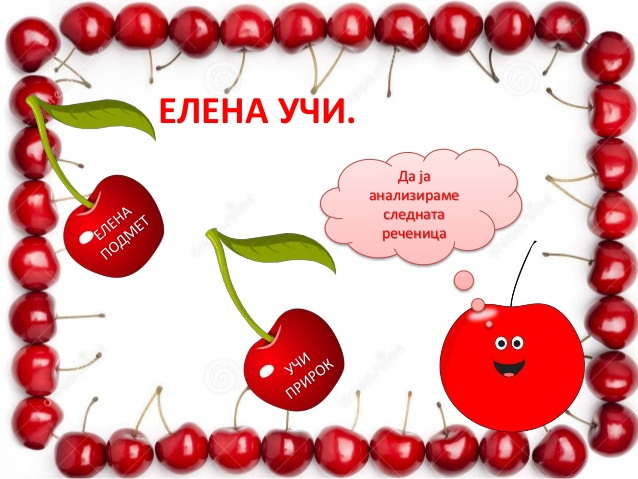 ЕЛЕНА УЧИ.
Да ја
анализираме
следната
реченица
ЕЛЕНА
ПОДМЕТ
УЧИ
ПРИРОК